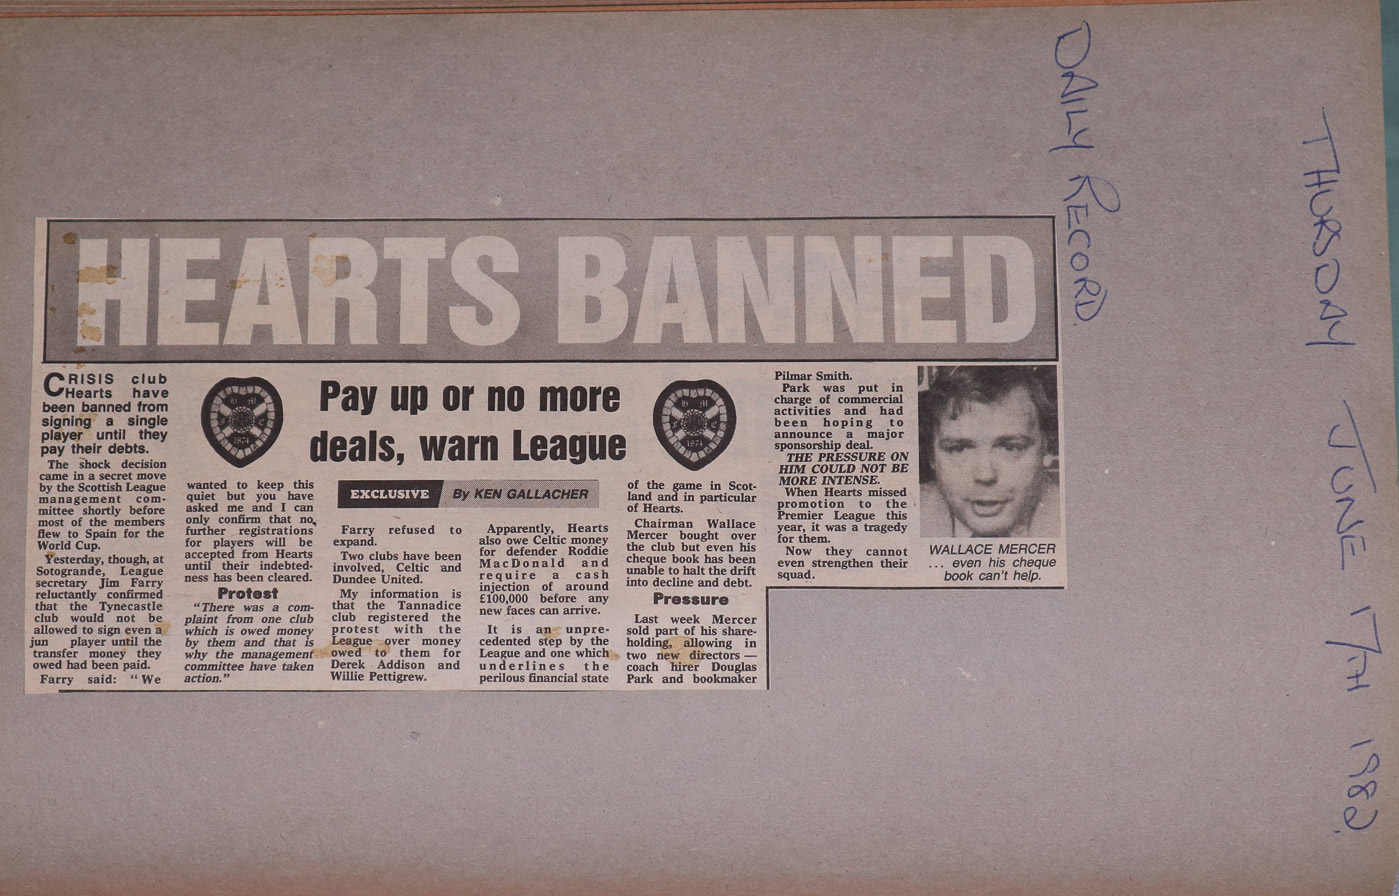 DAILY RECORD.
THURSDAY JUNE 17TH 1982.
HEARTS BANNED
Pay up or no more
deals, warn League
EXCLUSIVE By KEN GALLACHER
CRISIS club
Hearts have
been banned from
signing a single
player until they
pay their debts.
The shock decision
came in a secret move
by the Scottish League
management com-
mittee shortly before
most of the members
flew to Spain for the
World Cup.
Yesterday, though, at
Sotogrande, League
secretary Jim Farry
reluctantly confirmed
that the Tynecastle
club would not be
allowed to sign even a
jun player until the
transfer money they
owed had been paid.
Farry said: "We
wanted to keep this
quiet but you have
asked me and I can
only confirm that no
further registrations
for players will be
accepted from Hearts
until their indebted-
ness has been cleared.
Protest
"There was a com-
plaint from one club
which is owed money
by them and that is
why the management
committee have taken
action."
Farry refused to
expand.
Two clubs have been
involved, Celtic and
Dundee United.
My information is
that the Tannadice
club registered the
protest with the
League over money
owed to them for
Derek Addison and
Willie Pettigrew.
Apparently, Hearts
also owe Celtic money
for defender Roddie
MacDonald and
require a cash
injection of around
£100,000 before any
new faces can arrive.
It is an unpre-
cedented step by the
League and one which
underlines the
perilous financial state
of the game in Scot-
land and in particular
of Hearts.
Chairman Wallace
Mercer bought over
the club but even his
cheque book has been
unable to halt the drift
into decline and debt.
Pressure
Last week Mercer
sold part of his share-
holding, allowing in
two new directors —
coach hirer Douglas
Park and bookmaker
Pilmar Smith.
Park was put in
charge of commercial
activities and had
been hoping to
announce a major
sponsorship deal.
THE PRESSURE ON
HIM COULD NOT BE
MORE INTENSE.
When Hearts missed
promotion to the
Premier League this
year, it was a tragedy
for them.
Now they cannot
even strengthen their
squad.
WALLACE MERCER
... even his cheque
book can't help.
1874
1874